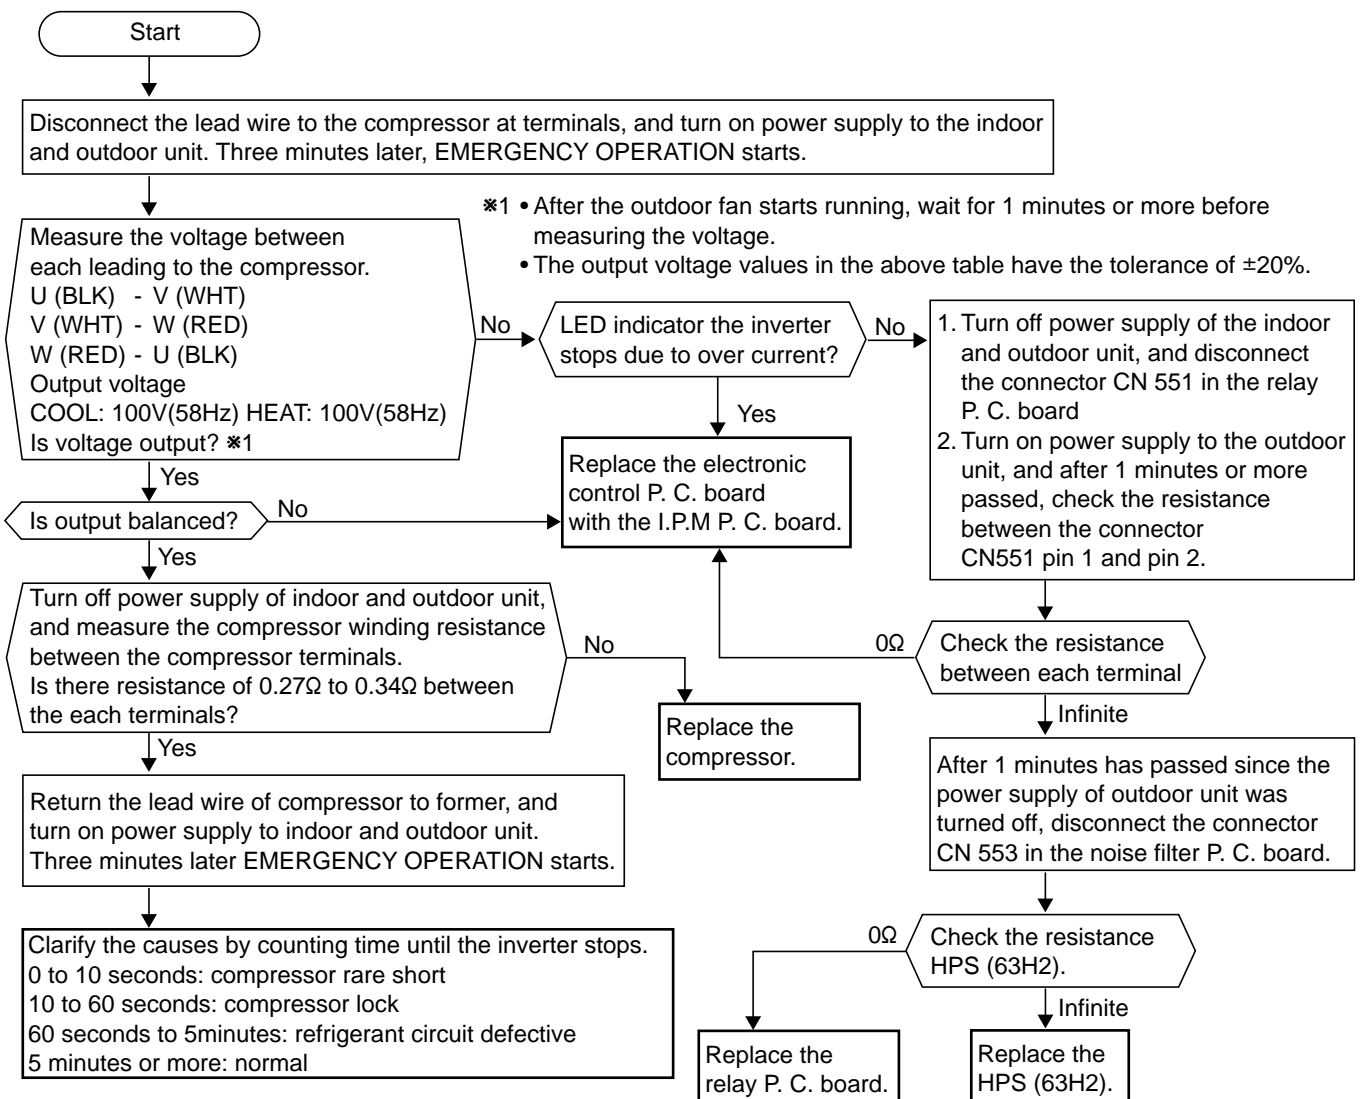 Start
Disconnect the lead wire to the compressor at terminals, and turn on power supply to the indoor
and outdoor unit. Three minutes later, EMERGENCY OPERATION starts.
※1 • After the outdoor fan starts running, wait for 1 minutes or more before
measuring the voltage.
• The output voltage values in the above table have the tolerance of ±20%.
Measure the voltage between
each leading to the compressor.
U (BLK) - V (WHT)
V (WHT) - W (RED)
W (RED) - U (BLK)
Output voltage
COOL: 100V(58Hz) HEAT: 100V(58Hz)
Is voltage output? ※1
No
LED indicator the inverter
stops due to over current?
No
1. Turn off power supply of the indoor
and outdoor unit, and disconnect
the connector CN 551 in the relay
P. C. board
2. Turn on power supply to the outdoor
unit, and after 1 minutes or more
passed, check the resistance
between the connector
CN551 pin 1 and pin 2.
Yes
Replace the electronic
control P. C. board
with the I.P.M P. C. board.
Yes
Is output balanced?
No
Yes
Turn off power supply of indoor and outdoor unit,
and measure the compressor winding resistance
between the compressor terminals.
Is there resistance of 0.27Ω to 0.34Ω between
the each terminals?
No
Replace the
compressor.
0Ω
Check the resistance
between each terminal
Infinite
Yes
Return the lead wire of compressor to former, and
turn on power supply to indoor and outdoor unit.
Three minutes later EMERGENCY OPERATION starts.
After 1 minutes has passed since the
power supply of outdoor unit was
turned off, disconnect the connector
CN 553 in the noise filter P. C. board.
Clarify the causes by counting time until the inverter stops.
0 to 10 seconds: compressor rare short
10 to 60 seconds: compressor lock
60 seconds to 5minutes: refrigerant circuit defective
5 minutes or more: normal
0Ω
Check the resistance
HPS (63H2).
Infinite
Replace the
relay P. C. board.
Replace the
HPS (63H2).